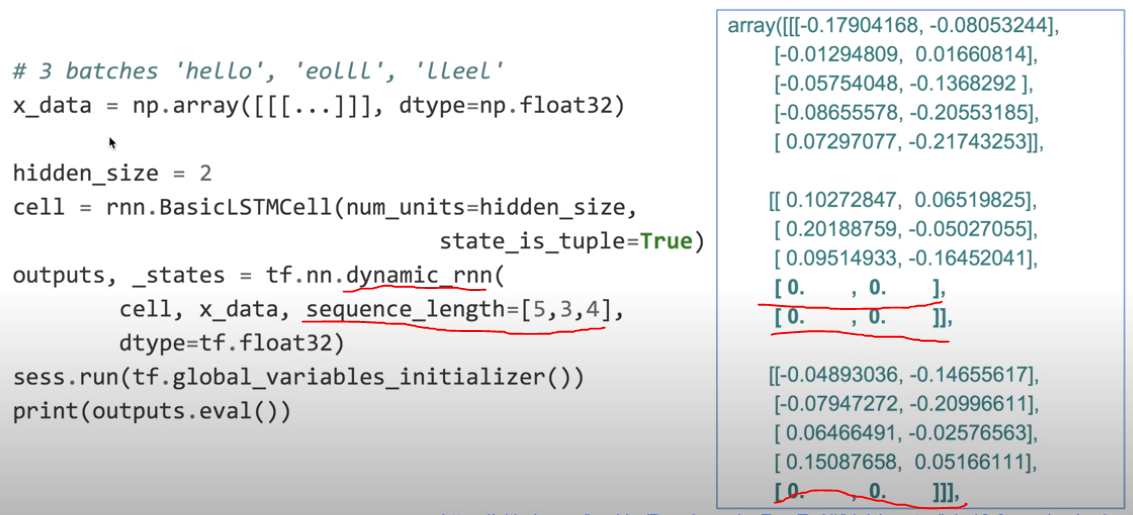 # 3 batches 'hello', 'eolll', 'lleel'
x_data = np.array([[[...]]], dtype=np.float32)
hidden_size = 2
cell = rnn.BasicLSTMCell(num_units=hidden_size,
state_is_tuple=True)
outputs, _states = tf.nn.dynamic_rnn(
cell, x_data, sequence_length=[5,3,4],
dtype=tf.float32)
sess.run(tf.global_variables_initializer())
print(outputs.eval())
array([[[-0.17904168, -0.08053244],
[-0.01294809, 0.01660814],
[-0.05754048, -0.1368292 ],
[-0.08655578, -0.20553185],
[ 0.07297077, -0.21743253]],
[[ 0.10272847, 0.06519825],
[ 0.20188759, -0.05027055],
[ 0.09514933, -0.16452041],
[ 0. , 0. ],
[ 0. , 0. ]],
[[-0.04893036, -0.14655617],
[-0.07947272, -0.20996611],
[ 0.06466491, -0.02576563],
[ 0.15087658, 0.05166111],
[ 0. , 0. ]]],